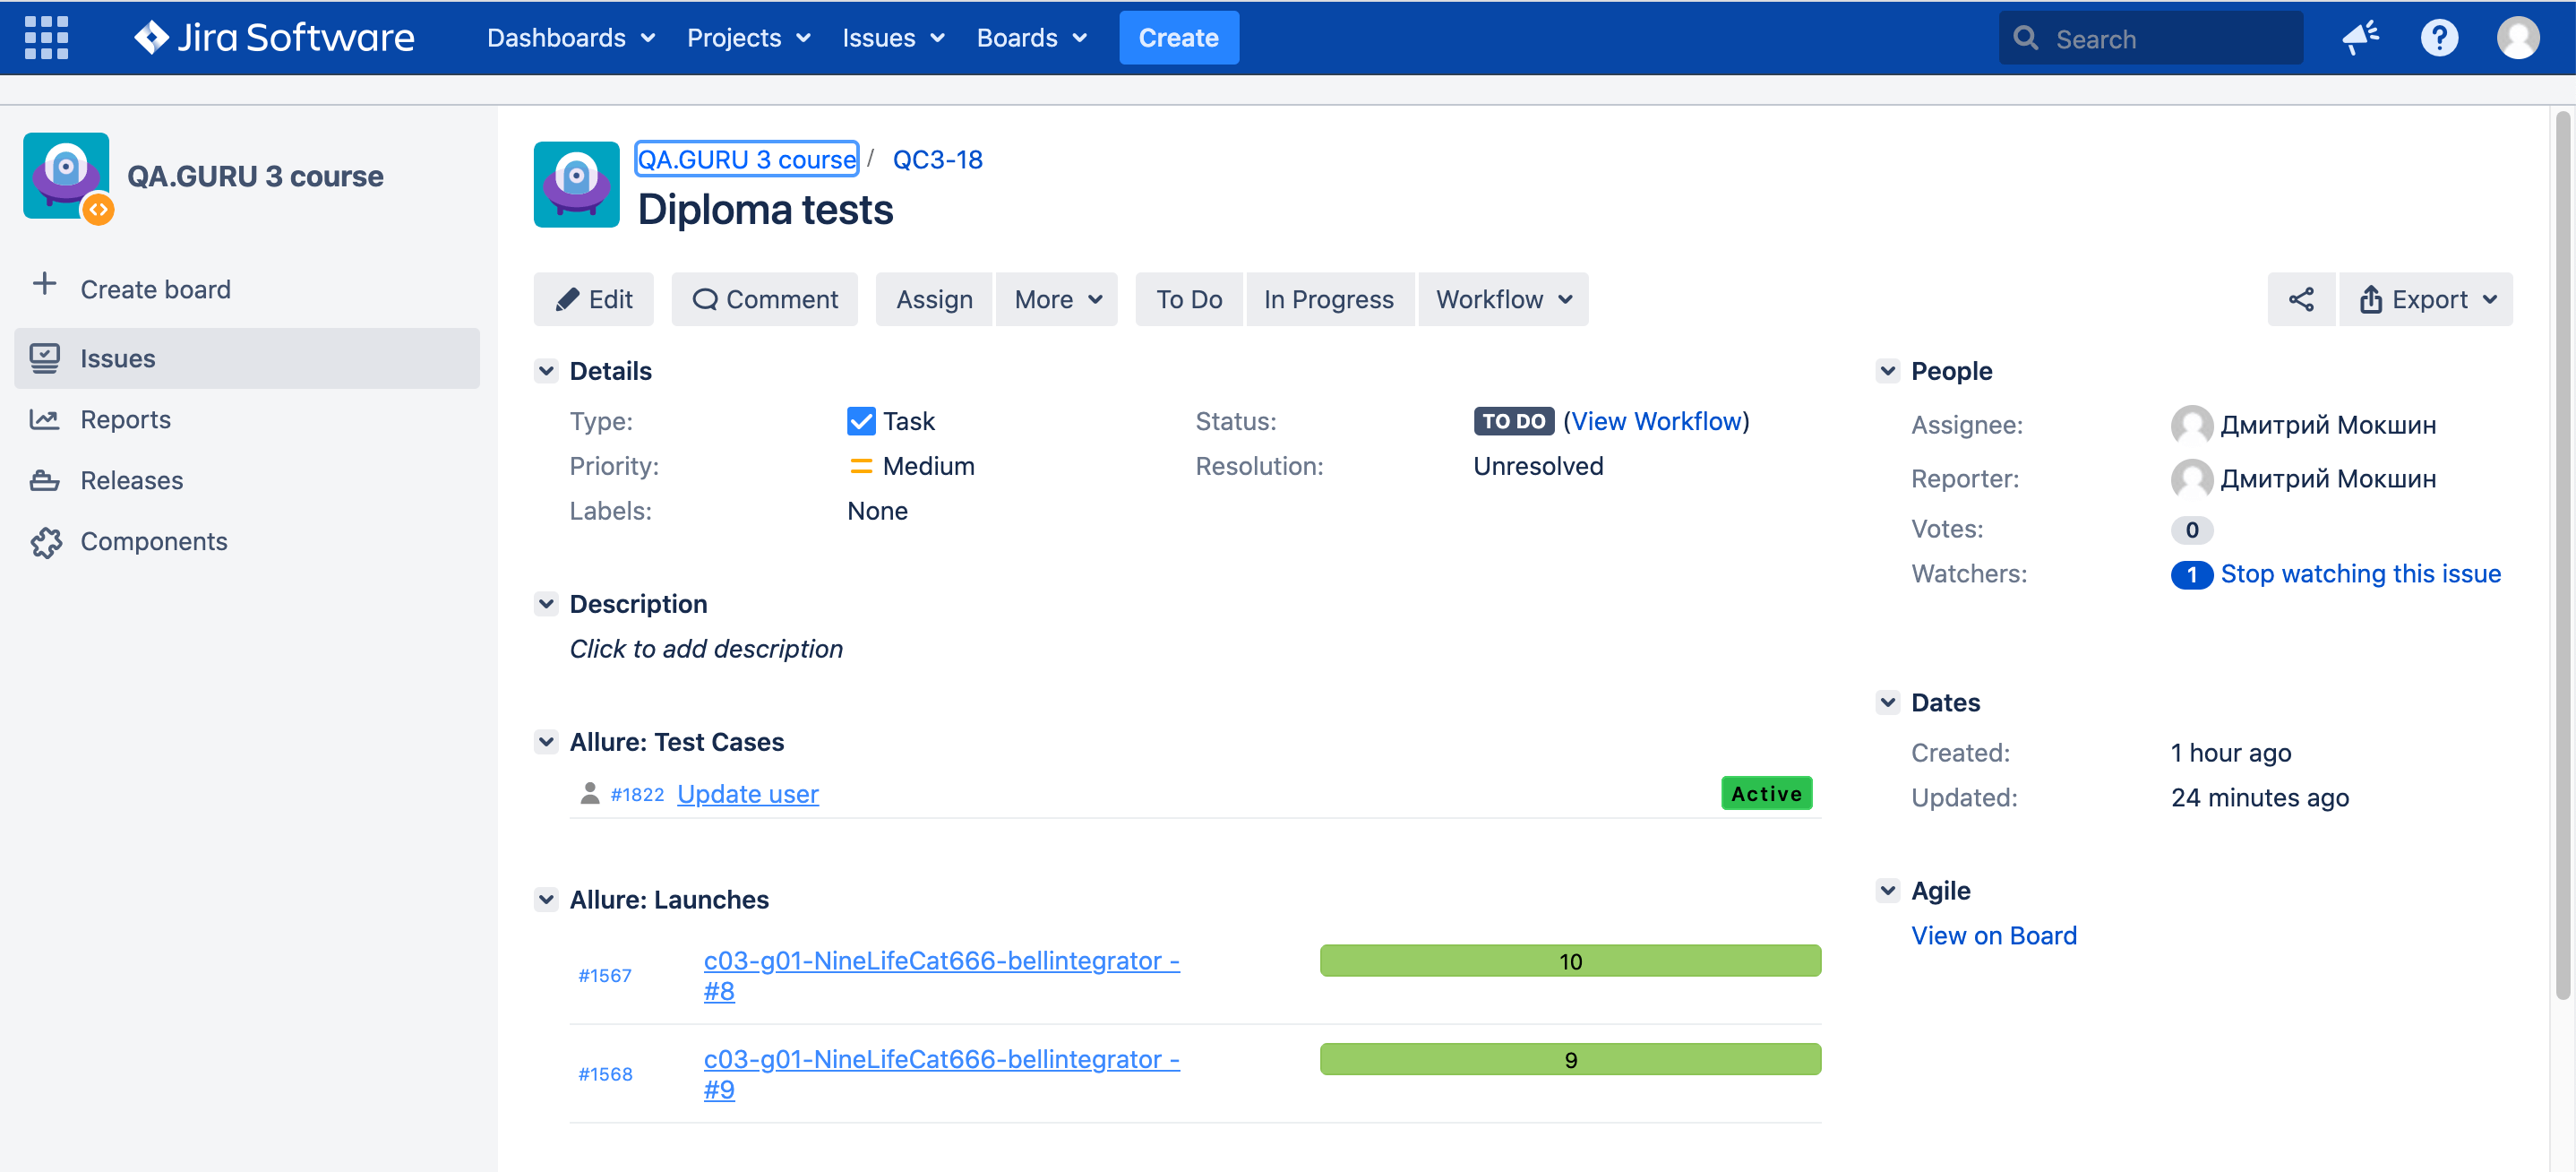 Jira Software
Dashboards
Projects
Issues
Boards
Create
Search
QA.GURU 3 course
Create board
Issues
Reports
Releases
Components
QA.GURU 3 course / QC3-18
Diploma tests
Edit
Comment
Assign
More
To Do
In Progress
Workflow
Export
Details
Type: Task
Status: TO DO (View Workflow)
Priority: Medium
Resolution: Unresolved
Labels: None
Description
Click to add description
Allure: Test Cases
#1822 Update user Active
Allure: Launches
#1567 c03-g01-NineLifeCat666-bellintegrator - 10
#8
#1568 c03-g01-NineLifeCat666-bellintegrator - 9
#9
People
Assignee: Дмитрий Мокшин
Reporter: Дмитрий Мокшин
Votes: 0
Watchers: 1 Stop watching this issue
Dates
Created: 1 hour ago
Updated: 24 minutes ago
Agile
View on Board